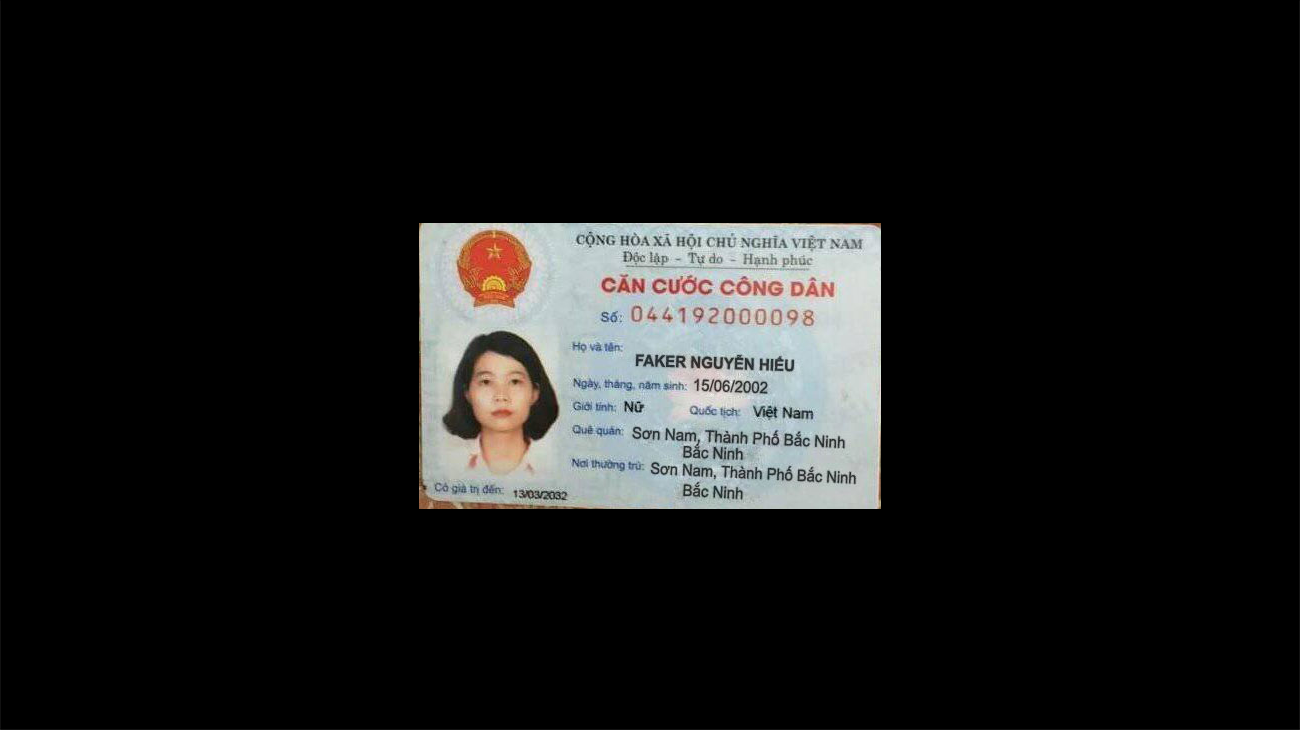 CỘNG HÒA XÃ HỘI CHỦ NGHĨA VIỆT NAM
Độc lập - Tự do - Hạnh phúc
CĂN CƯỚC CÔNG DÂN
Số: 044192000098
Họ và tên:
FAKER NGUYỄN HIẾU
Ngày, tháng, năm sinh: 15/06/2002
Giới tính: Nữ Quốc tịch: Việt Nam
Quê quán: Sơn Nam, Thành Phố Bắc Ninh
Bắc Ninh
Nơi thường trú: Sơn Nam, Thành Phố Bắc Ninh
Bắc Ninh
Có giá trị đến: 13/03/2032